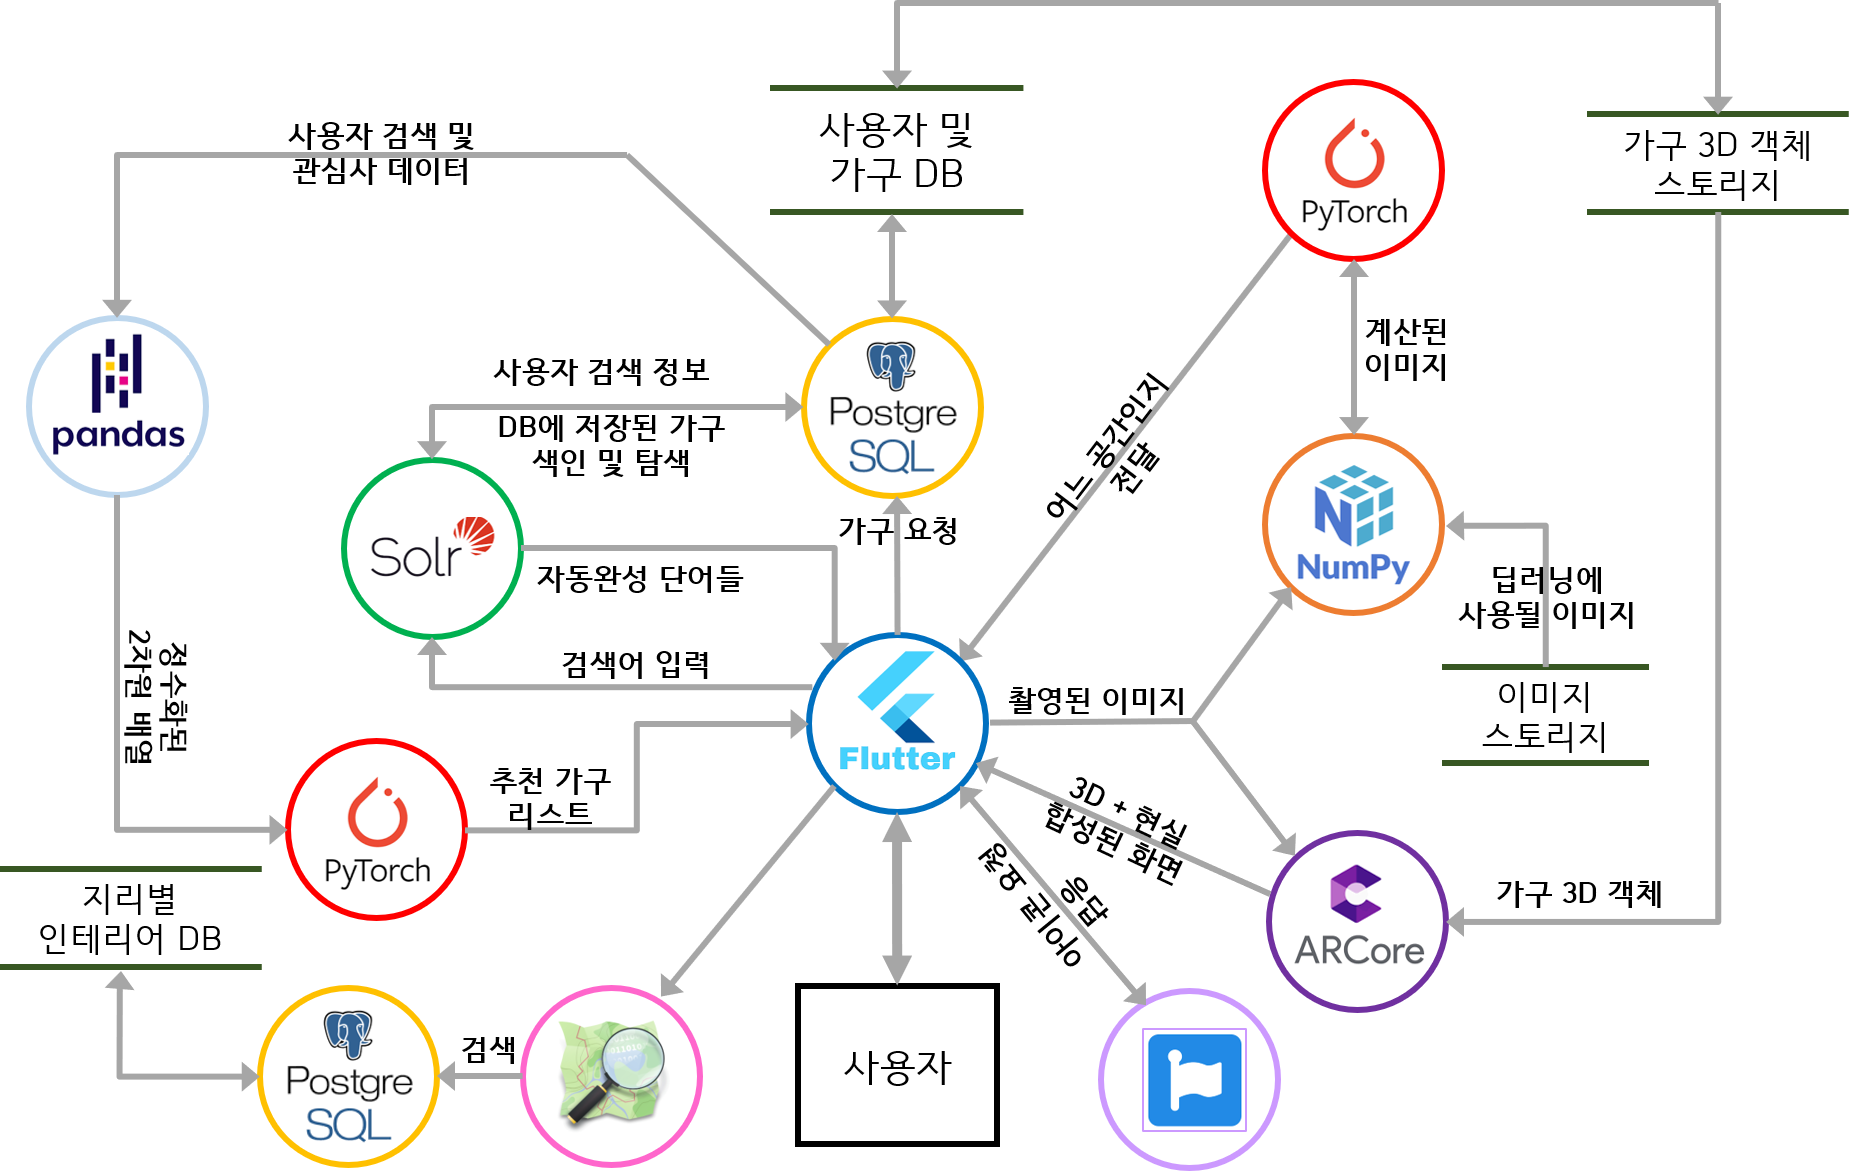 사용자 검색 및
관심사 데이터
사용자 및
가구 DB
PyTorch
가구 3D 객체
스토리지
pandas
사용자 검색 정보
DB에 저장된 가구
색인 및 탐색
Postgre
SQL
계산된
이미지
어느 공간인지
전달
Solr
가구 요청
자동완성 단어들
NumPy
딥러닝에
사용될 이미지
정수화된
2차원 배열
검색어 입력
Flutter
촬영된 이미지
이미지
스토리지
추천 가구
리스트
PyTorch
3D + 현실
합성된 화면
응답
아이콘 요청
가구 3D 객체
ARCore
지리별
인테리어 DB
검색
Postgre
SQL
010110
사용자